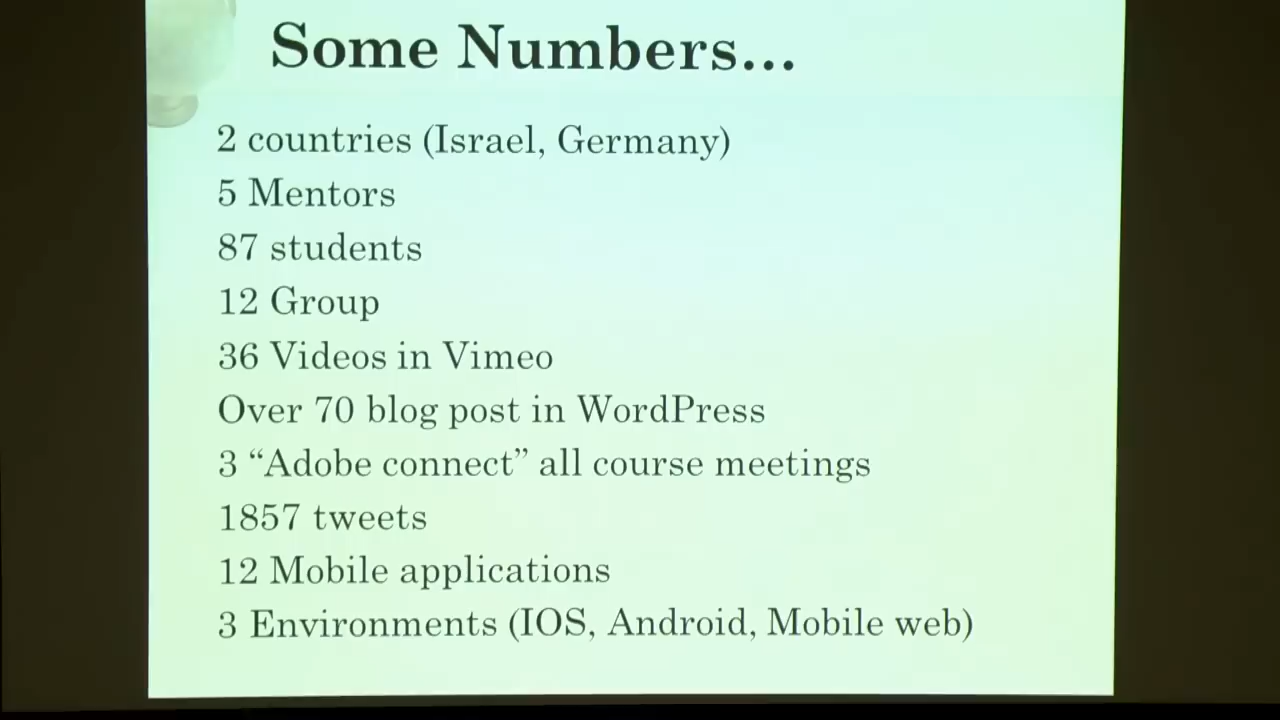 Some Numbers...
2 countries (Israel, Germany)
5 Mentors
87 students
12 Group
36 Videos in Vimeo
Over 70 blog post in WordPress
3 “Adobe connect” all course meetings
1857 tweets
12 Mobile applications
3 Environments (IOS, Android, Mobile web)